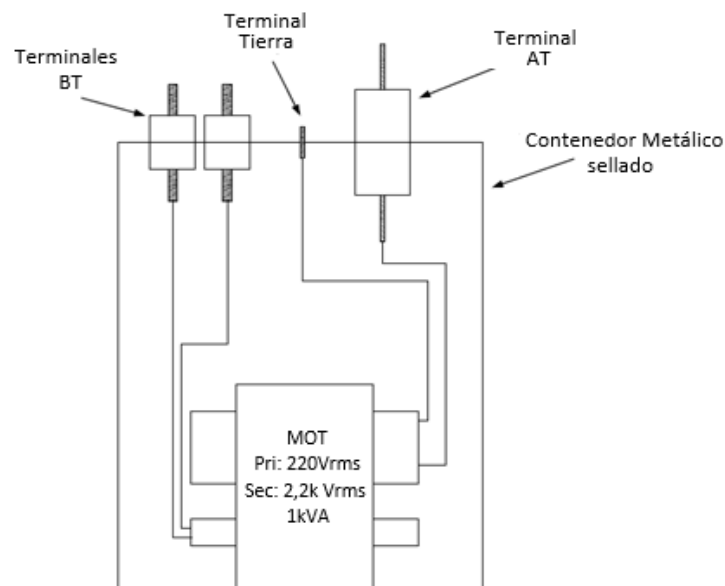 Terminales
BT
Terminal
Tierra
Terminal
AT
Contenedor Metálico
sellado
MOT
Pri: 220Vrms
Sec: 2,2k Vrms
1kVA